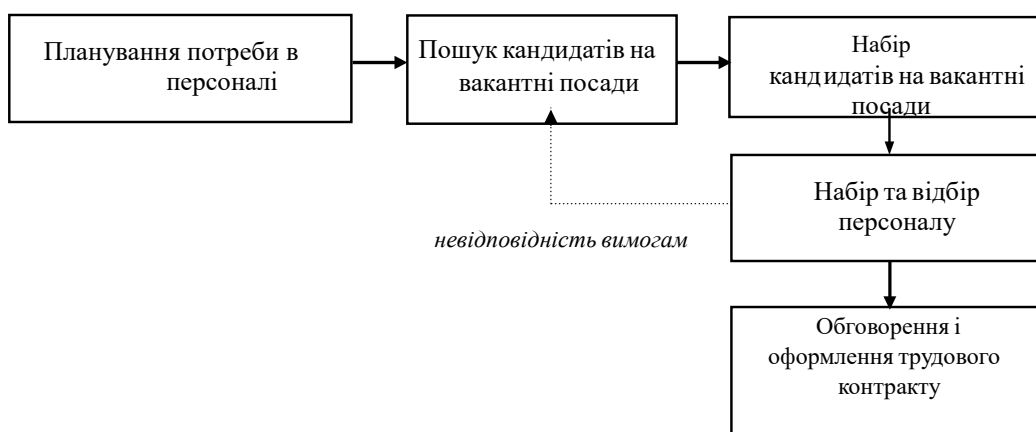 Планування потреби в
персоналі
Пошук кандидатів на
вакантні посади
Набір
кандидатів на вакантні
посади
Набір та відбір
персоналу
невідповідність вимогам
Обговорення і
оформлення трудового
контракту